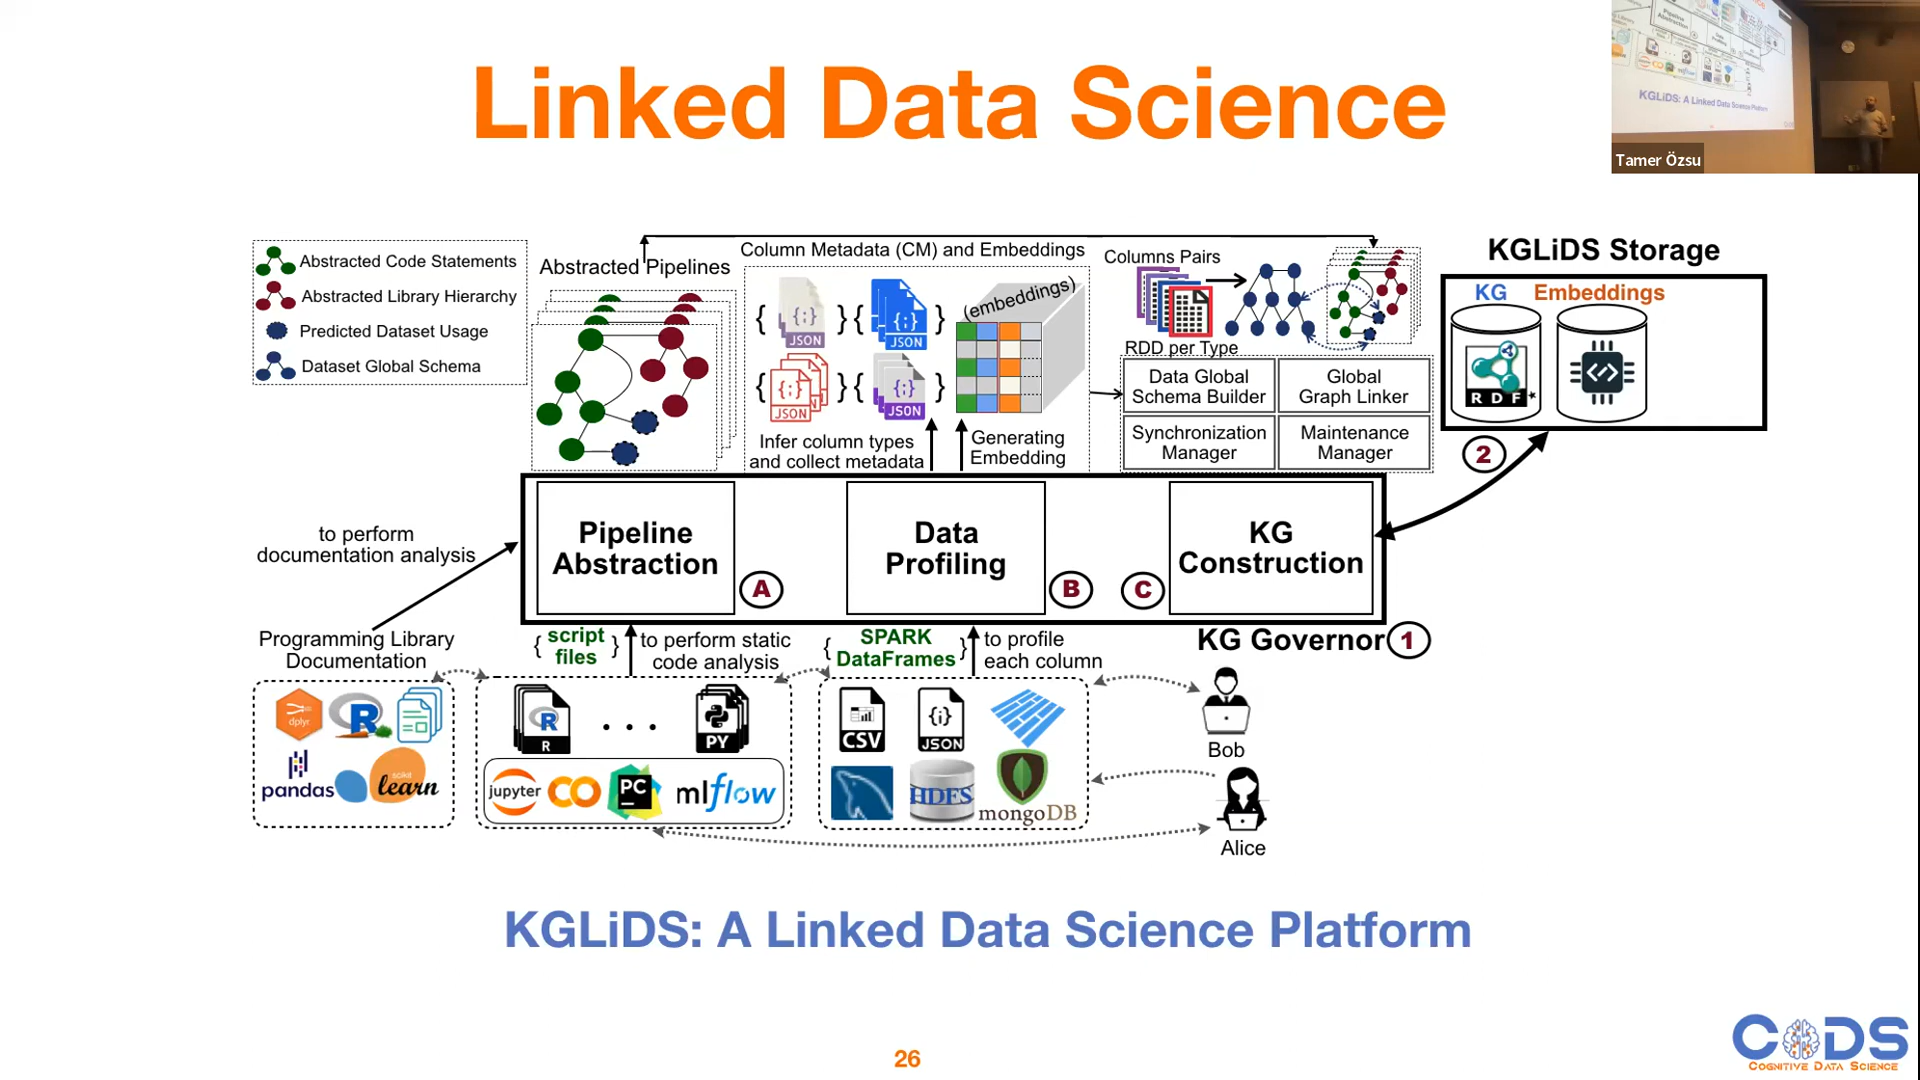 Linked Data Science
Tamer Özsu
KGLiDS: A Linked Data Science Platform
Abstracted Code Statements
Abstracted Library Hierarchy
Predicted Dataset Usage
Dataset Global Schema
Abstracted Pipelines
Column Metadata (CM) and Embeddings
{ {;} JSON } { {;} JSON }
{ {;} JSON } { {;} JSON }
(embeddings)
Infer column types
and collect metadata
Generating
Embedding
Columns Pairs
RDD per Type
Data Global
Schema Builder
Global
Graph Linker
Synchronization
Manager
Maintenance
Manager
KGLiDS Storage
KG Embeddings
RDF*
</>
2
to perform
documentation analysis
Pipeline
Abstraction
A
Data
Profiling
B
C
KG
Construction
KG Governor 1
Programming Library
Documentation
{ script
files }
to perform static
code analysis
{ SPARK
DataFrames }
to profile
each column
dplyr
R
pandas
scikit
learn
R
R
...
PY
jupyter
CO
PC
mlflow
CSV
{i}
JSON
HDFS
mongoDB
Bob
Alice
KGLiDS: A Linked Data Science Platform
26
CODS
COGNITIVE DATA SCIENCE